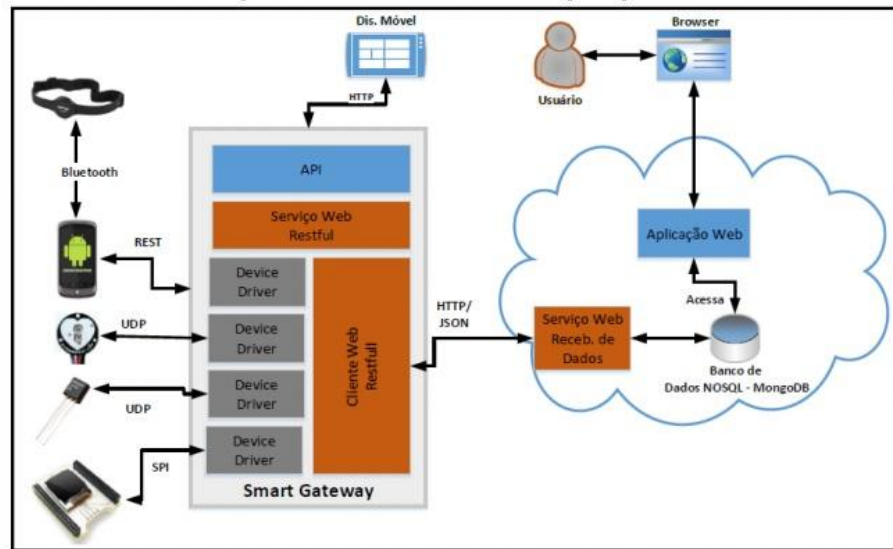 Dis. Móvel
Browser
HTTP
Usuário
Bluetooth
API
Serviço Web
Restful
Aplicação Web
REST
Device
Driver
Cliente Web
Restfull
HTTP/
JSON
Acessa
UDP
Device
Driver
Serviço Web
Receb. de
Dados
Banco de
Dados NOSQL - MongoDB
Device
Driver
UDP
Device
Driver
SPI
Smart Gateway